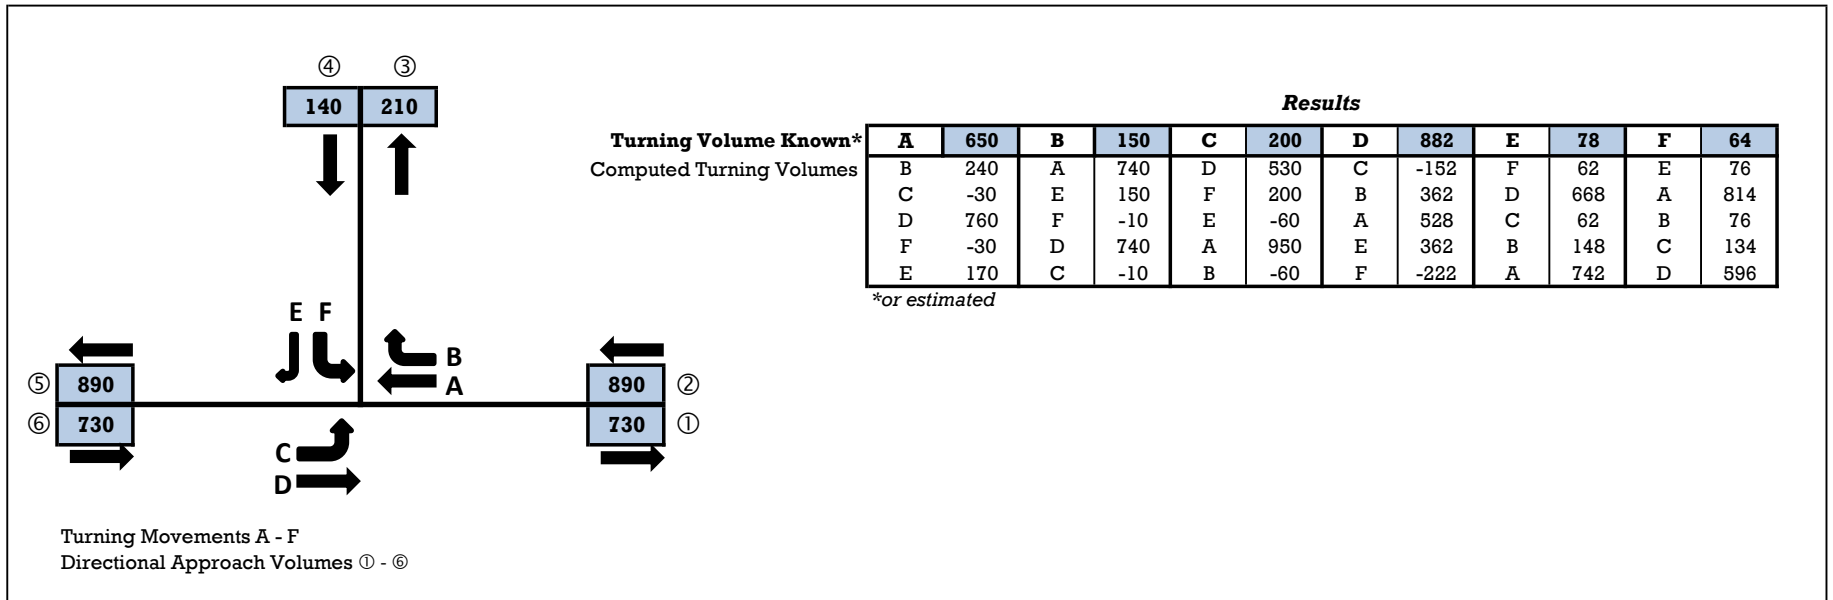 ④ ③
140 210
Results
Turning Volume Known* A 650 B 150 C 200 D 882 E 78 F 64
Computed Turning Volumes B 240 A 740 D 530 C -152 F 62 E 76
C -30 E 150 F 200 B 362 D 668 A 814
D 760 F -10 E -60 A 528 C 62 B 76
F -30 D 740 A 950 E 362 B 148 C 134
E 170 C -10 B -60 F -222 A 742 D 596
*or estimated
E F
B
A
⑤ 890 890 ②
⑥ 730 730 ①
C
D
Turning Movements A - F
Directional Approach Volumes ① - ⑥